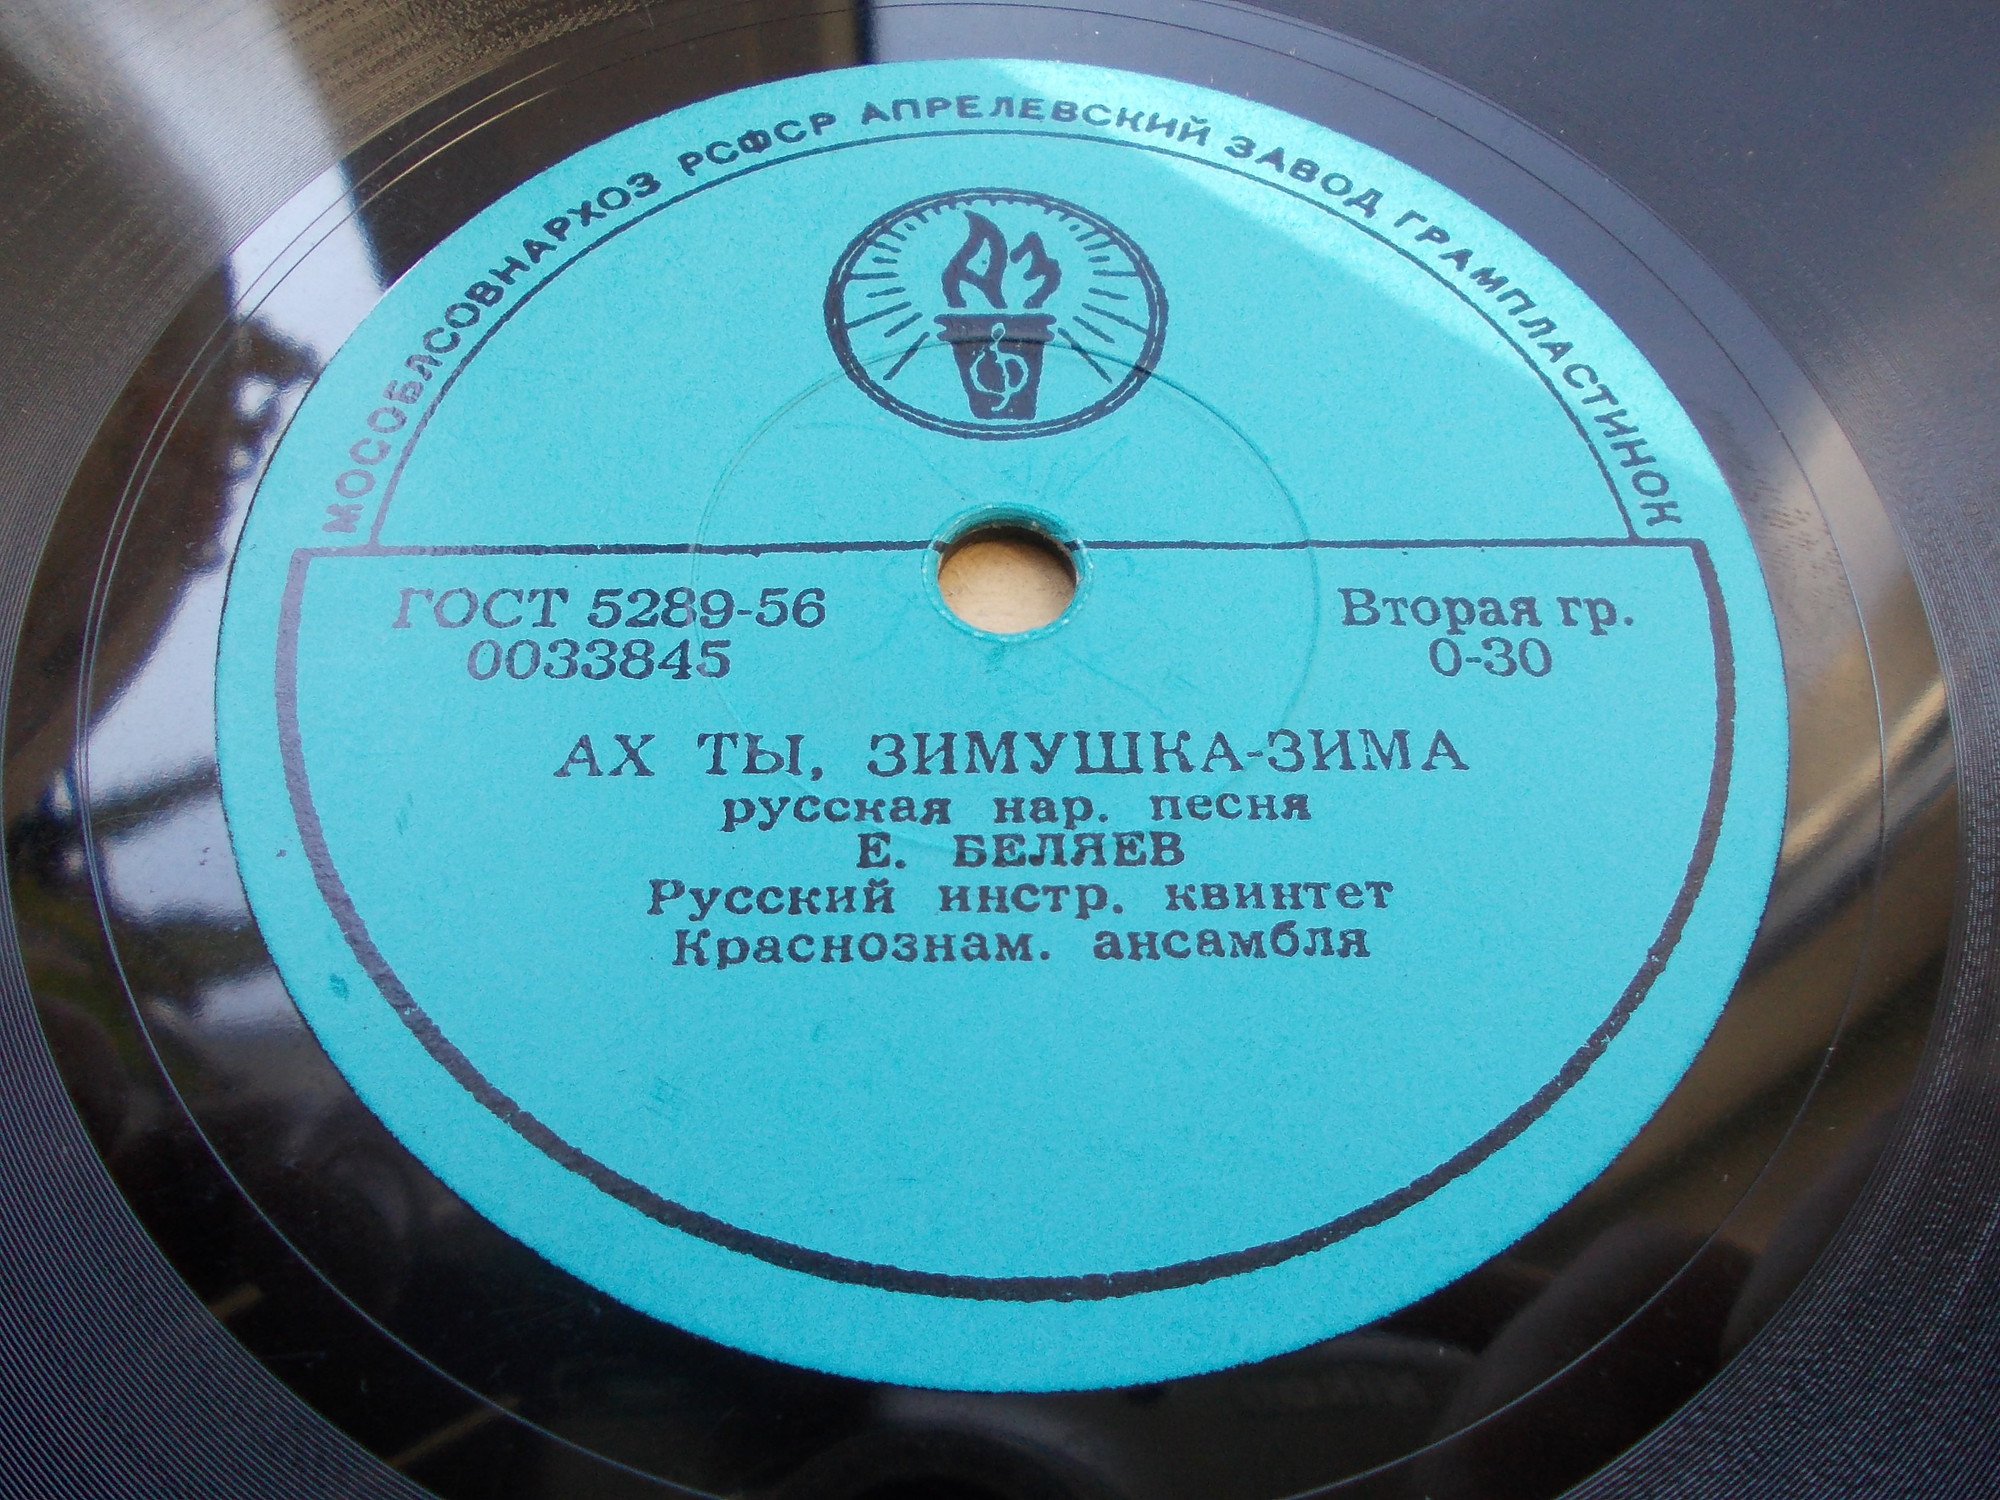 МОСОБЛСОВНАРХОЗ РСФСР АПРЕЛЕВСКИЙ ЗАВОД ГРАМПЛАСТИНОК
АЗ
ГОСТ 5289-56
0033845
Вторая гр.
0-30
АХ ТЫ, ЗИМУШКА-ЗИМА
русская нар. песня
Е. БЕЛЯЕВ
Русский инстр. квинтет
Краснознам. ансамбля